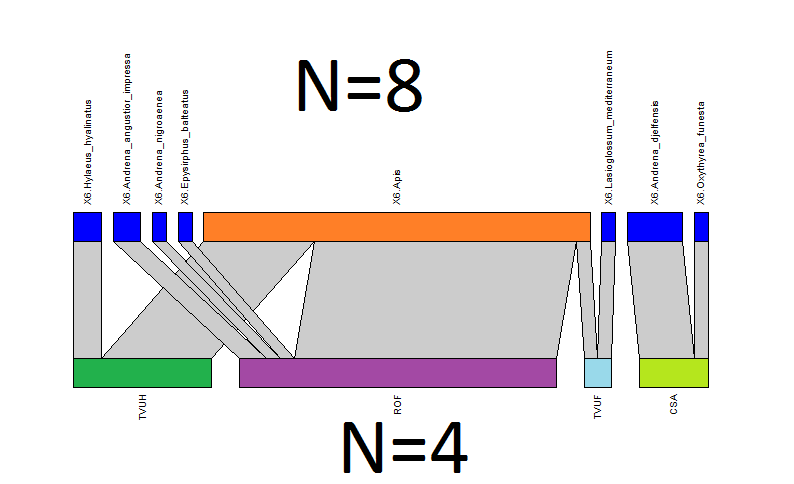 N=8
X6.Hylaeus_hyalinatus
X6.Andrena_angustior_impressa
X6.Andrena_nigroaenea
X6.Epysirphus_balteatus
X6.Apis
X6.Lasioglossum_mediterraneum
X6.Andrena_djelfensis
X6.Oxythyrea_funesta
TVUH
ROF
TVUF
CSA
N=4